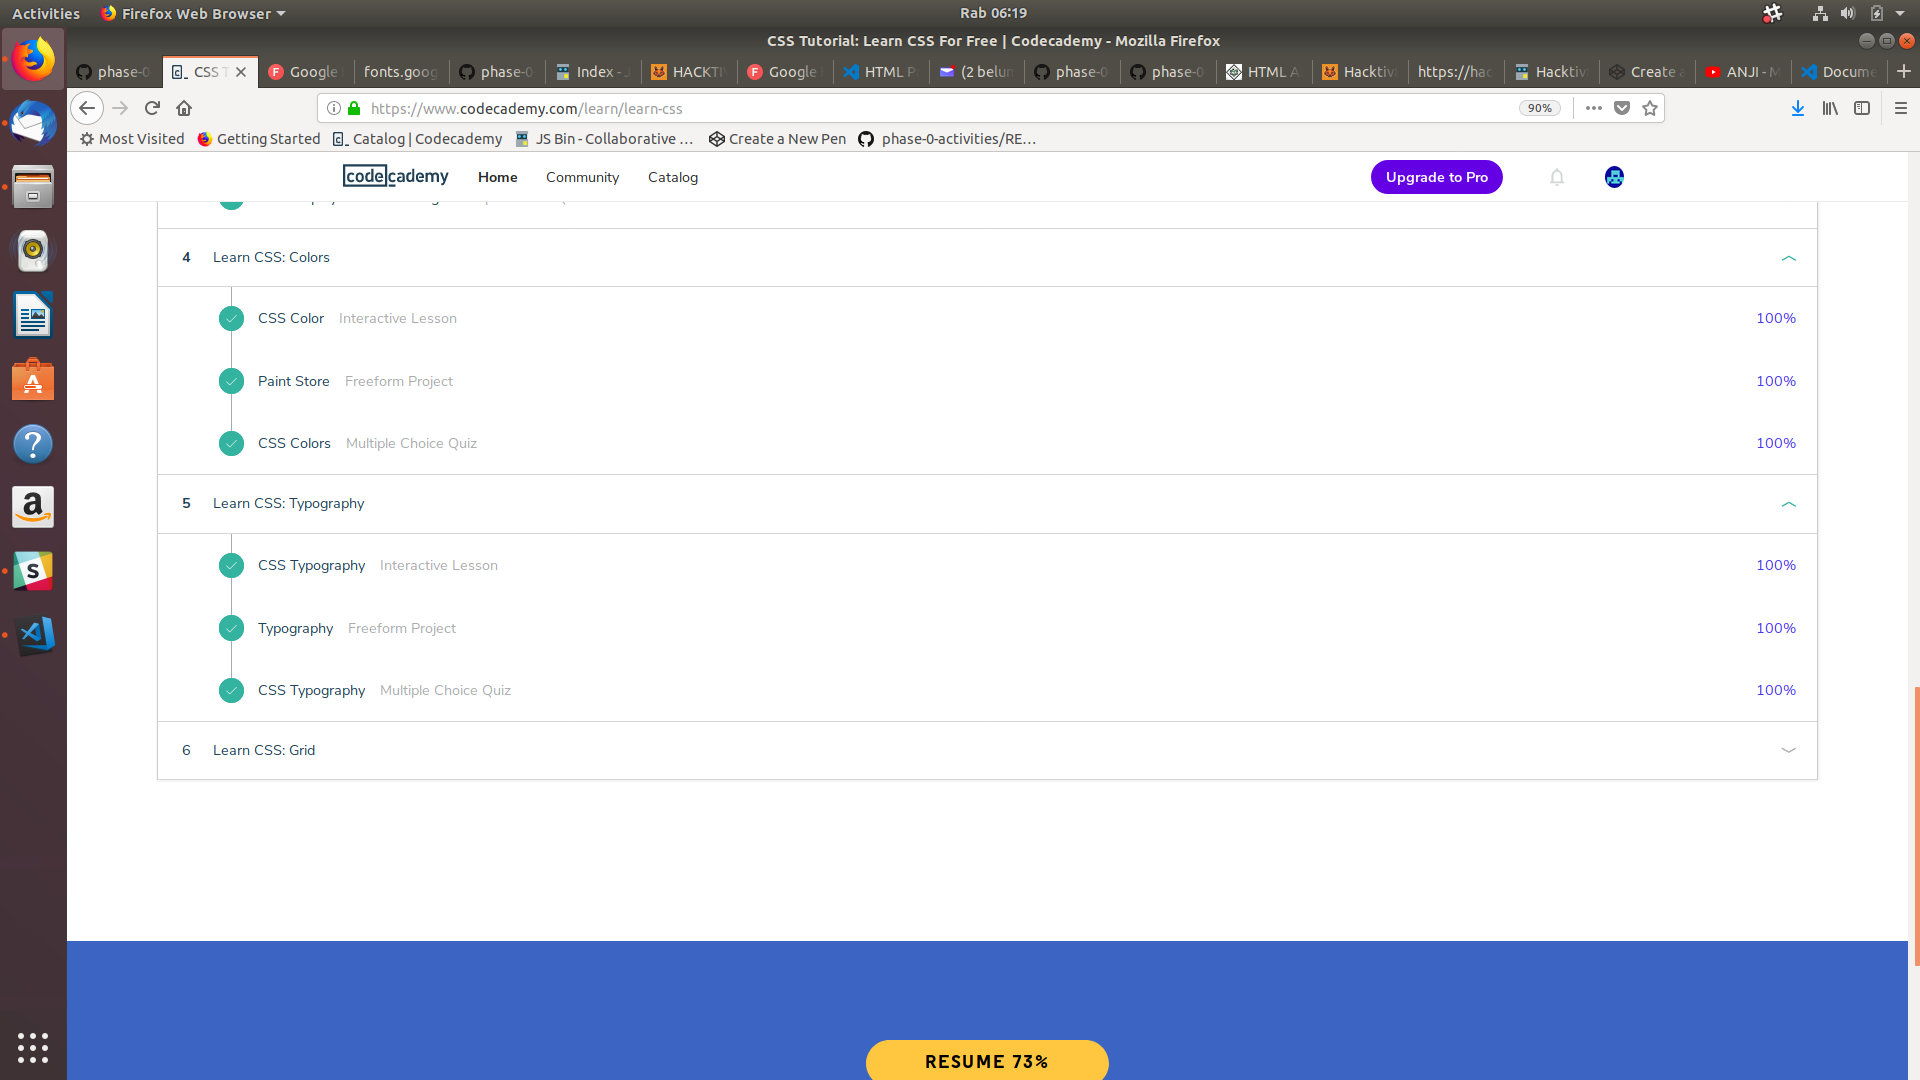 Activities Firefox Web Browser Rab 06:19
CSS Tutorial: Learn CSS For Free | Codecademy - Mozilla Firefox
phase-0 CSS T Google fonts.goog phase-0 Index - J HACKTI Google HTML P (2 belum phase-0 phase-0 HTML A Hacktiv https://hac Hacktiv Create a ANJI - M Docume
https://www.codecademy.com/learn/learn-css 90%
Most Visited Getting Started Catalog | Codecademy JS Bin - Collaborative … Create a New Pen phase-0-activities/RE…
codecademy Home Community Catalog Upgrade to Pro
4 Learn CSS: Colors
CSS Color Interactive Lesson 100%
Paint Store Freeform Project 100%
CSS Colors Multiple Choice Quiz 100%
5 Learn CSS: Typography
CSS Typography Interactive Lesson 100%
Typography Freeform Project 100%
CSS Typography Multiple Choice Quiz 100%
6 Learn CSS: Grid
RESUME 73%